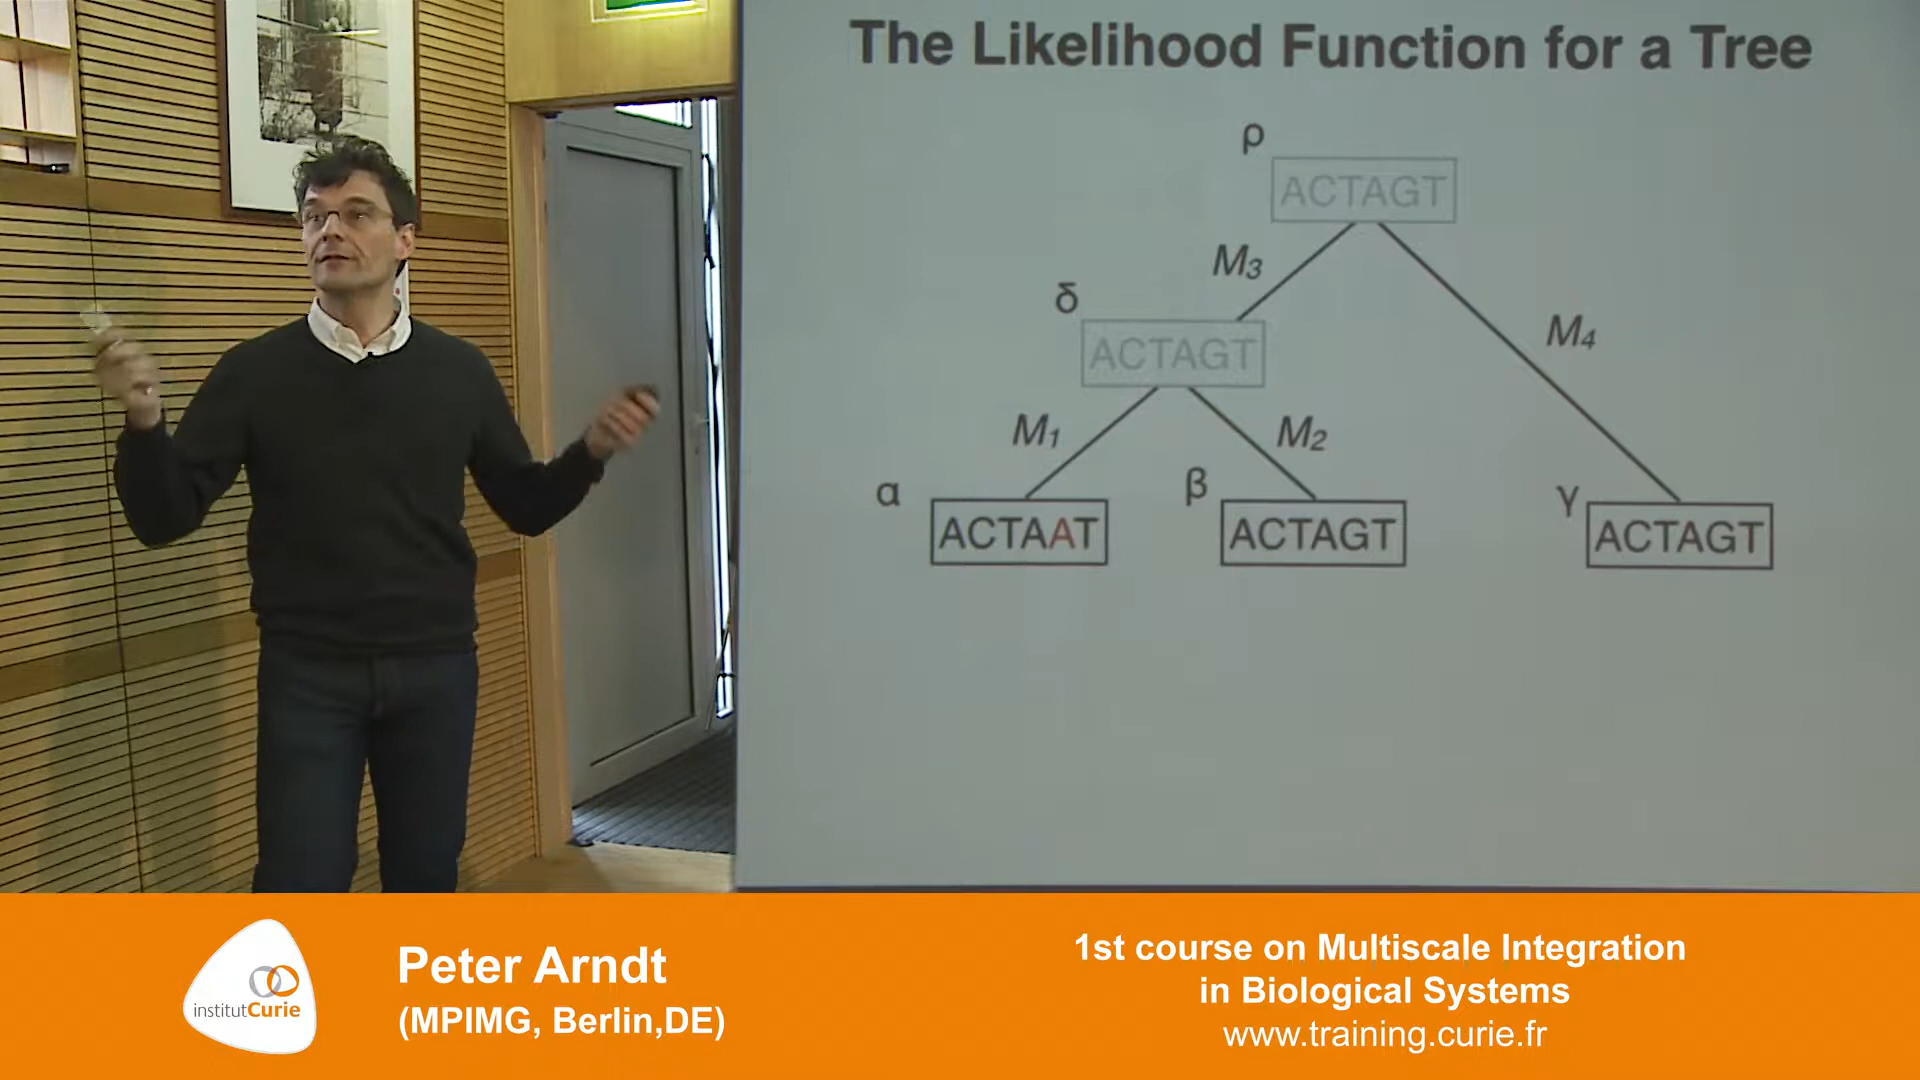 The Likelihood Function for a Tree
ρ
ACTAGT
M3
δ
M4
ACTAGT
M1
M2
α
β
γ
ACTAAT
ACTAGT
ACTAGT
institutCurie
Peter Arndt
(MPIMG, Berlin,DE)
1st course on Multiscale Integration
in Biological Systems
www.training.curie.fr